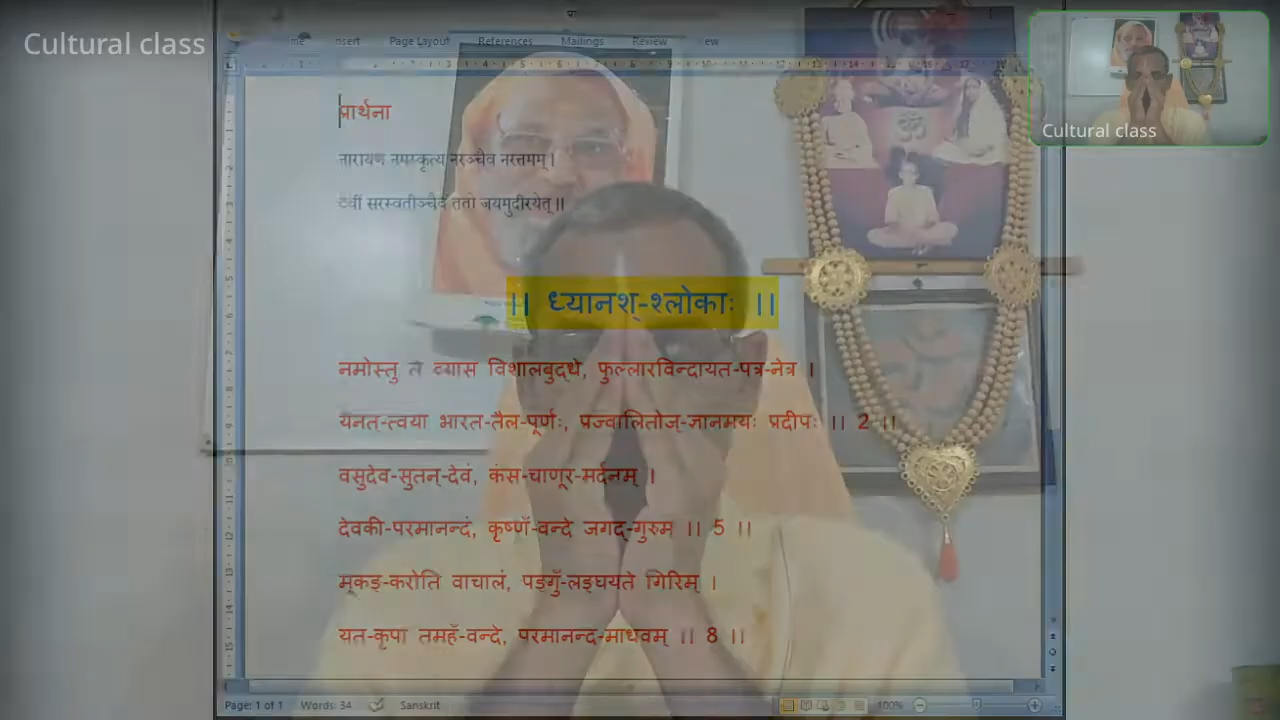 Cultural class
Page Layout References Mailings Review
Cultural class
प्रार्थना
नारायण नमस्कृत्य नरञ्चैव नरत्तमम् ।
देवीं सरस्वतीञ्चैव ततो जयमुदीरयेत् ॥
।। ध्यानश्-श्लोकाः ।।
नमोस्तु ते व्यास विशालबुद्धे, फुल्लारविन्दायत-पत्र-नेत्र ।
येनत्-त्वया भारत-तैल-पूर्णः, प्रज्वालितोज्-ज्ञानमयः प्रदीपः ।। 2 ।।
वसुदेव-सुतन्-देवं, कंस-चाणूर-मर्दनम् ।
देवकी-परमानन्दं, कृष्णँ-वन्दे जगद्-गुरुम ।। 5 ।।
मूकङ्-करोति वाचालं, पङ्गुँ-लङ्घयते गिरिम् ।
यत-कृपा तमहँ-वन्दे, परमानन्द-माधवम् ।। 8 ।।
Page: 1 of 1 Words: 34 Sanskrit 100%